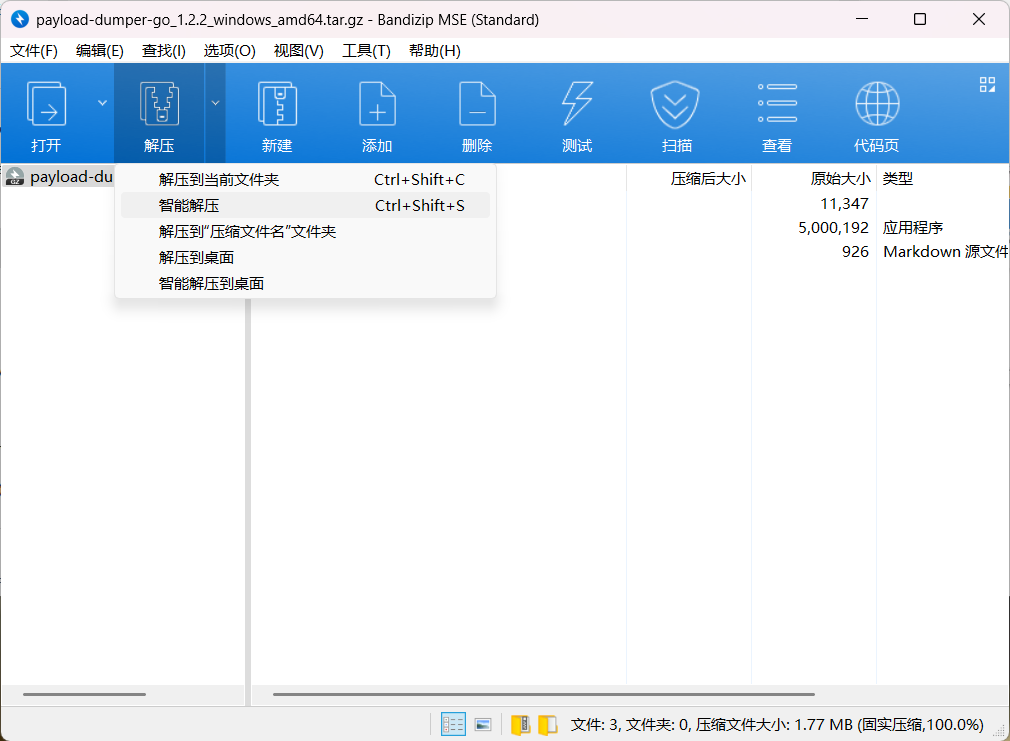 payload-dumper-go_1.2.2_windows_amd64.tar.gz - Bandizip MSE (Standard)
文件(F) 编辑(E) 查找(I) 选项(O) 视图(V) 工具(T) 帮助(H)
打开 解压 新建 添加 删除 测试 扫描 查看 代码页
payload-du
解压到当前文件夹 Ctrl+Shift+C
智能解压 Ctrl+Shift+S
解压到“压缩文件名”文件夹
解压到桌面
智能解压到桌面
压缩后大小 原始大小 类型
11,347
5,000,192 应用程序
926 Markdown 源文件
文件: 3, 文件夹: 0, 压缩文件大小: 1.77 MB (固实压缩,100.0%)